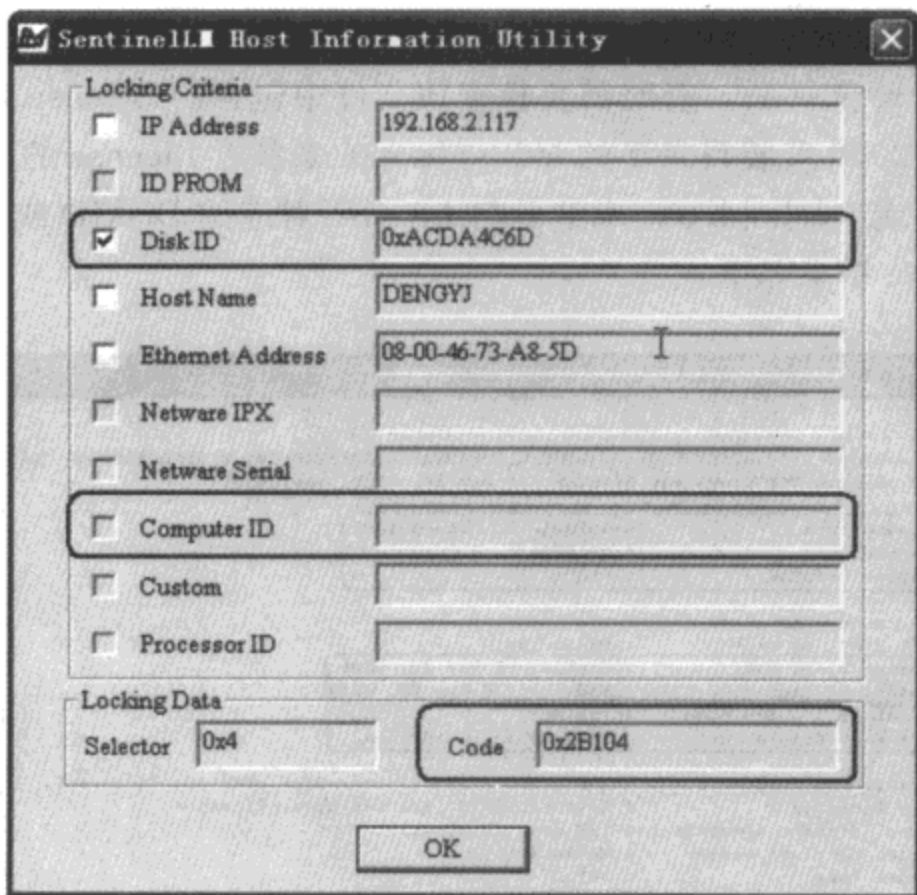 SentinelLM Host Information Utility
Locking Criteria
IP Address 192.168.2.117
ID PROM
Disk ID 0xACDA4C6D
Host Name DENGYJ
Ethernet Address 08-00-46-73-A8-5D
Netware IPX
Netware Serial
Computer ID
Custom
Processor ID
Locking Data
Selector 0x4 Code 0x2B104
OK